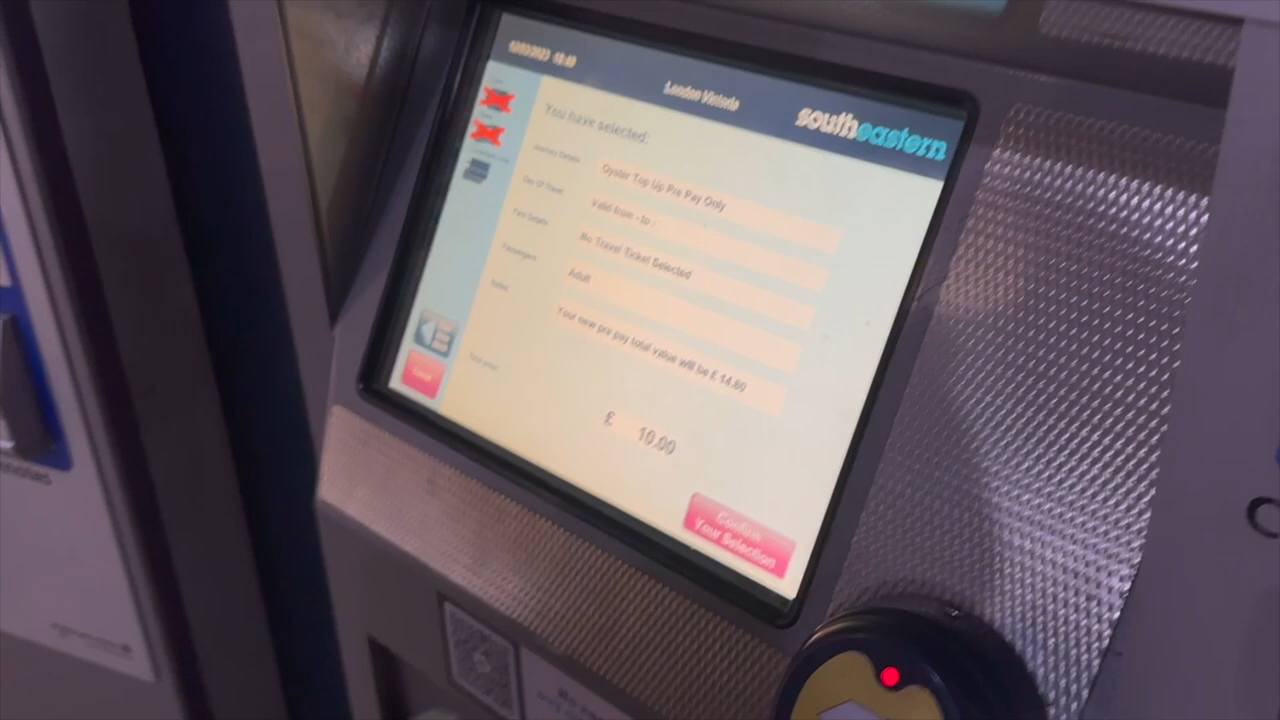 London Victoria
southeastern
You have selected:
Journey Details
Oyster Top Up Pre Pay Only
Day Of Travel
Valid from - to :
Fare Details
No Travel Ticket Selected
Passengers
Adult
Notes
Your new pre pay total value will be £ 14.60
Total price
£ 10.00
Confirm
Your Selection